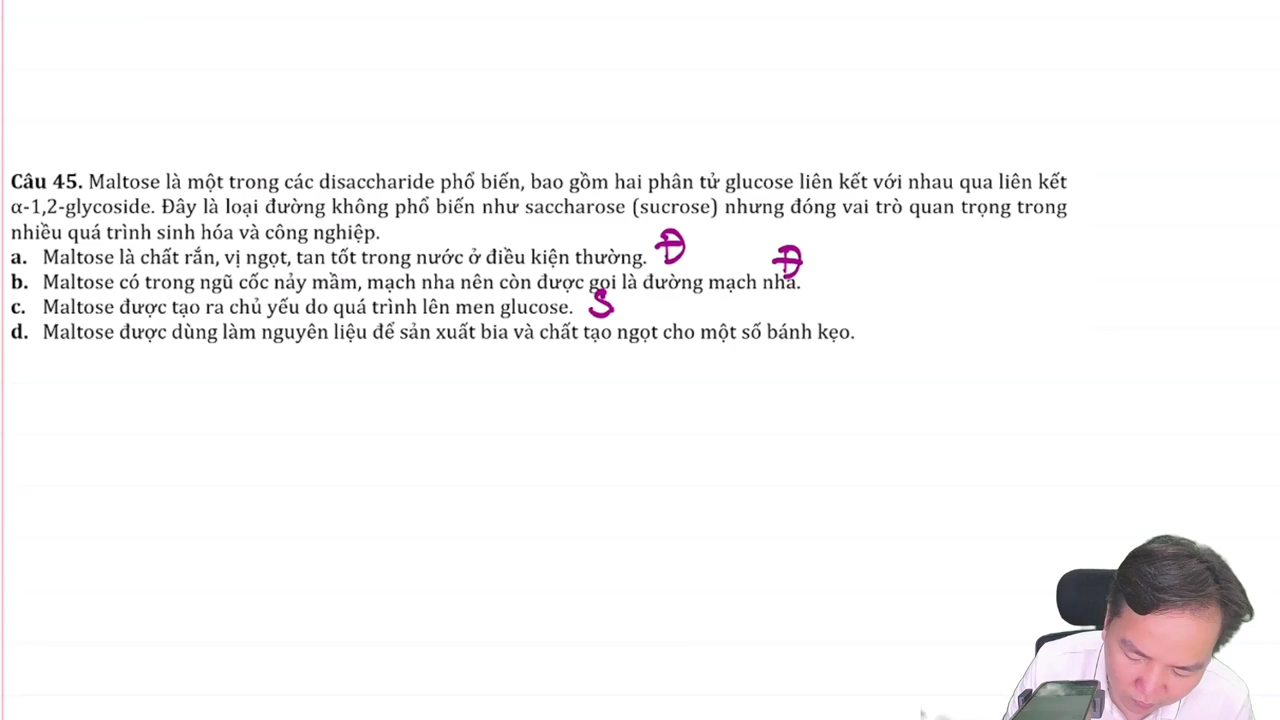 Câu 45. Maltose là một trong các disaccharide phổ biến, bao gồm hai phân tử glucose liên kết với nhau qua liên kết
α-1,2-glycoside. Đây là loại đường không phổ biến như saccharose (sucrose) nhưng đóng vai trò quan trọng trong
nhiều quá trình sinh hóa và công nghiệp.
a. Maltose là chất rắn, vị ngọt, tan tốt trong nước ở điều kiện thường. Đ
b. Maltose có trong ngũ cốc nảy mầm, mạch nha nên còn được gọi là đường mạch nha. Đ
c. Maltose được tạo ra chủ yếu do quá trình lên men glucose. S
d. Maltose được dùng làm nguyên liệu để sản xuất bia và chất tạo ngọt cho một số bánh kẹo.